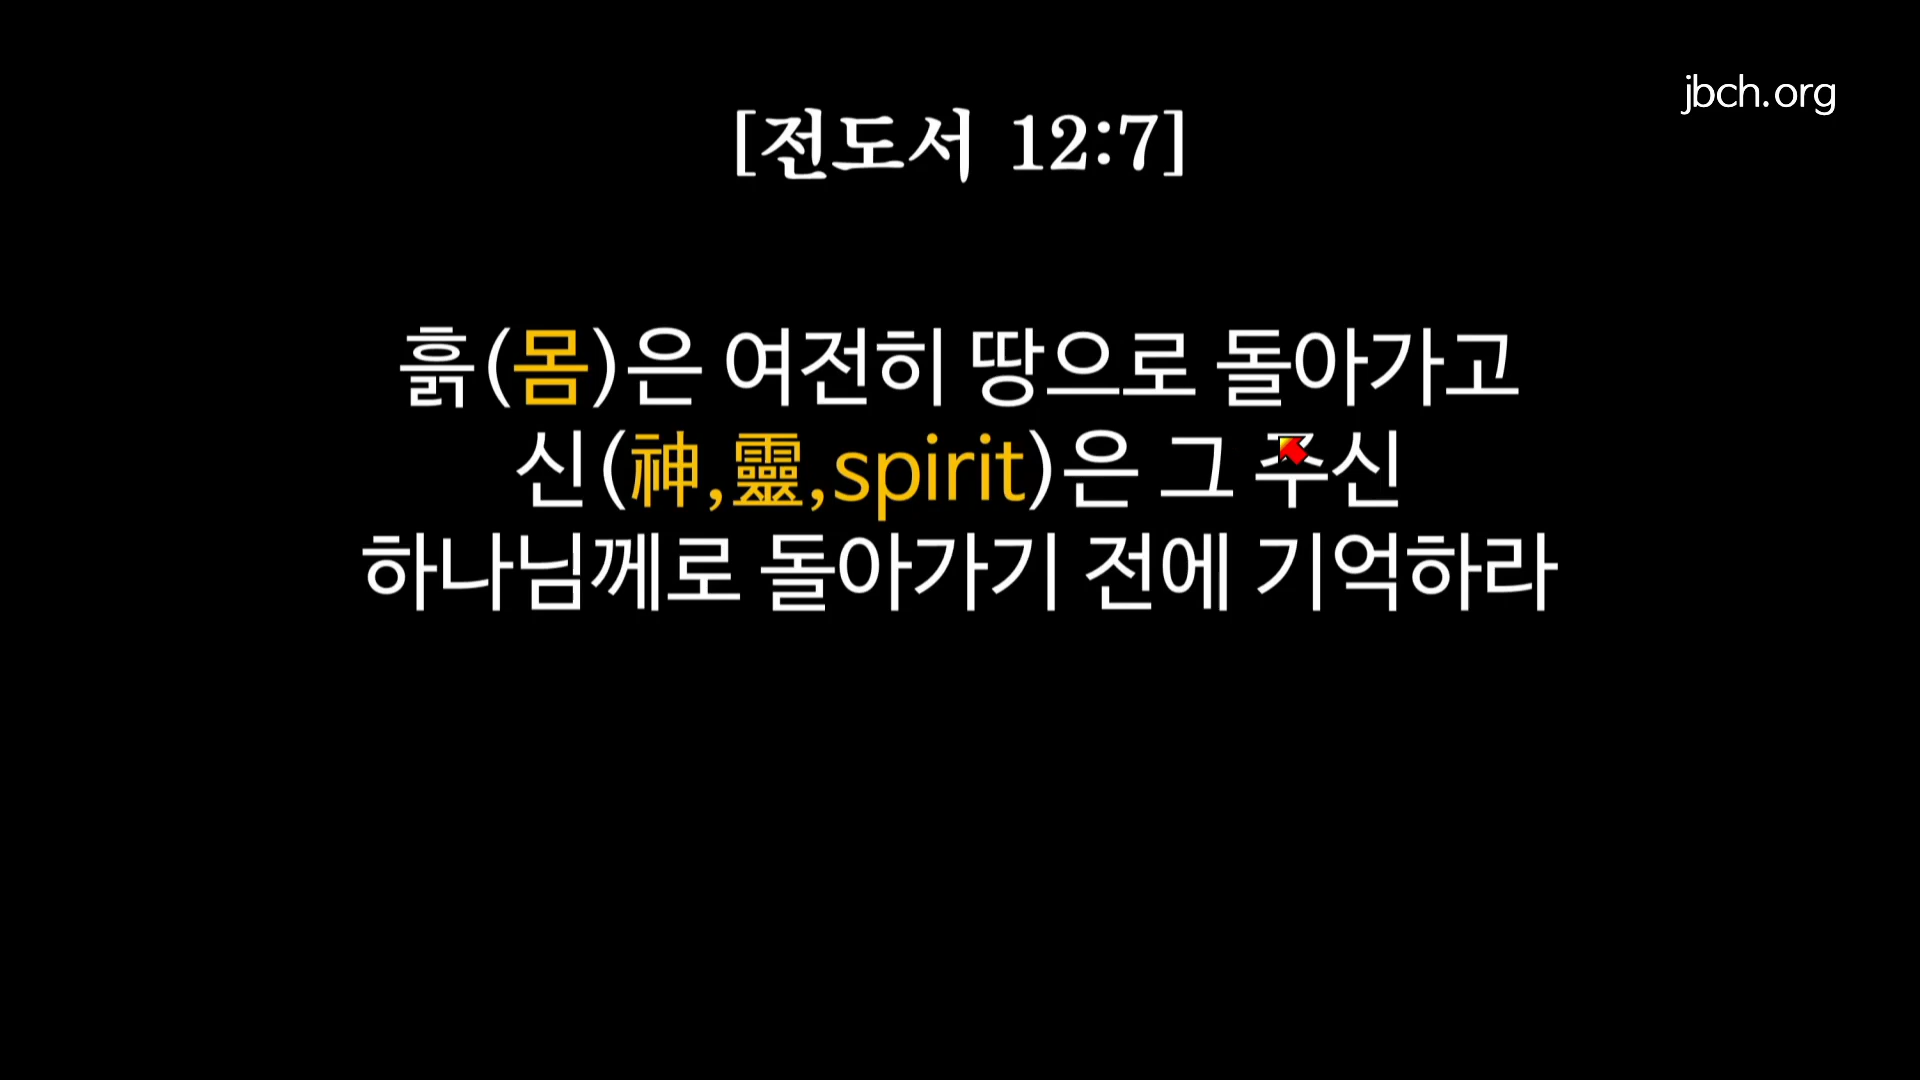 jbch.org
[전도서 12:7]
흙(몸)은 여전히 땅으로 돌아가고
신(神,靈,spirit)은 그 주신
하나님께로 돌아가기 전에 기억하라